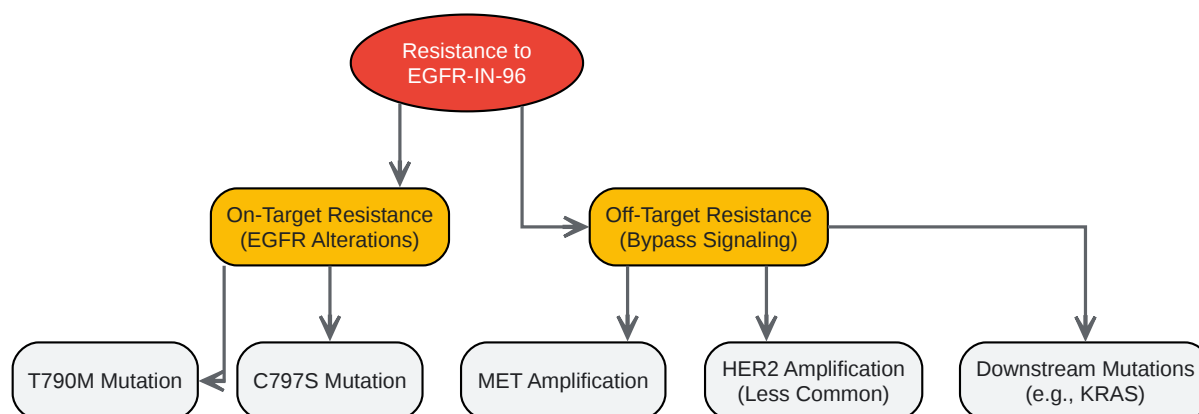 Resistance to
EGFR-IN-96
On-Target Resistance
(EGFR Alterations)
Off-Target Resistance
(Bypass Signaling)
T790M Mutation
C797S Mutation
MET Amplification
HER2 Amplification
(Less Common)
Downstream Mutations
(e.g., KRAS)